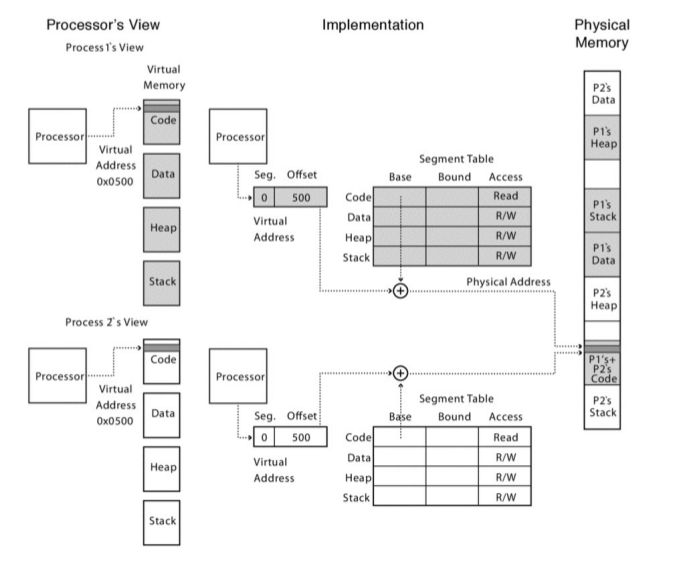 Processor's View
Implementation
Physical
Memory
Process 1's View
Virtual
Memory
Processor
Virtual
Address
0x0500
Code
Data
Heap
Stack
Processor
Seg. Offset
0 500
Virtual
Address
Segment Table
Base Bound Access
Code Read
Data R/W
Heap R/W
Stack R/W
Physical Address
Process 2's View
Processor
Virtual
Address
0x0500
Code
Data
Heap
Stack
Processor
Seg. Offset
0 500
Virtual
Address
Segment Table
Base Bound Access
Code Read
Data R/W
Heap R/W
Stack R/W
P2's
Data
P1's
Heap
P1's
Stack
P1's
Data
P2's
Heap
P1's+
P2's
Code
P2's
Stack